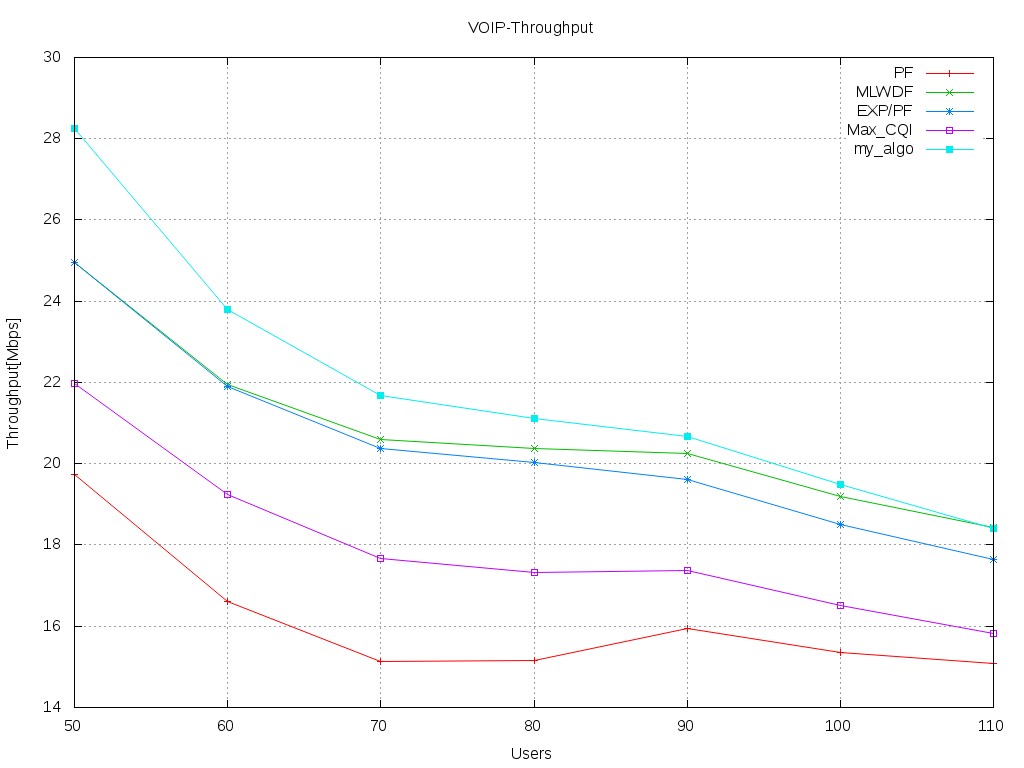 VOIP-Throughput
30
28
26
24
22
20
18
16
14
Throughput[Mbps]
PF
MLWDF
EXP/PF
Max_CQI
my_algo
50 60 70 80 90 100 110
Users